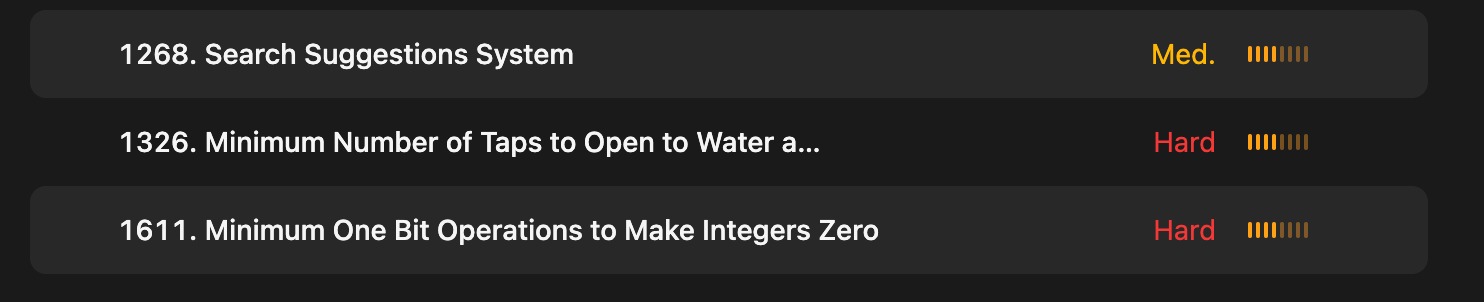 1268. Search Suggestions System Med.
1326. Minimum Number of Taps to Open to Water a... Hard
1611. Minimum One Bit Operations to Make Integers Zero Hard